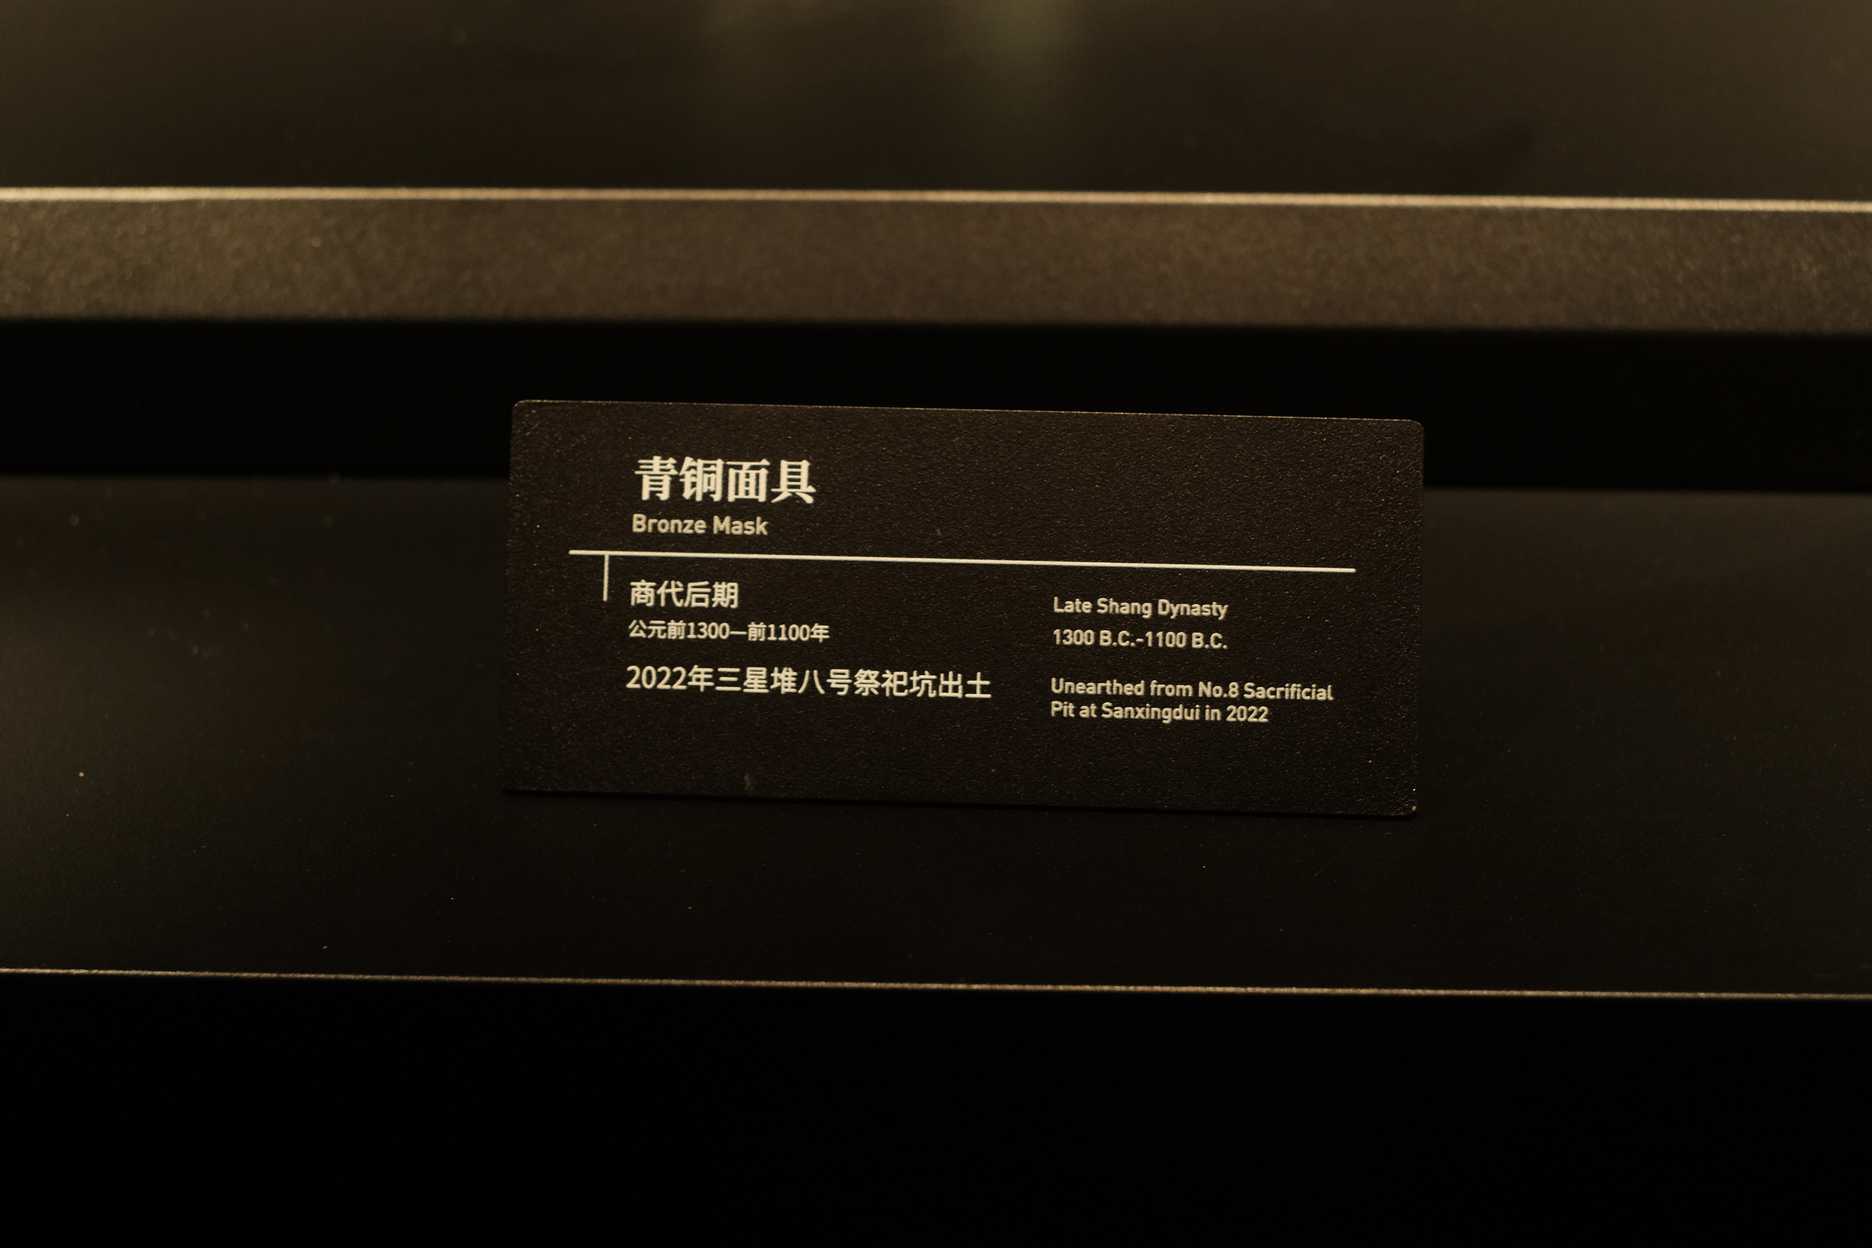 青铜面具
Bronze Mask
商代后期
公元前1300—前1100年
2022年三星堆八号祭祀坑出土
Late Shang Dynasty
1300 B.C.-1100 B.C.
Unearthed from No.8 Sacrificial
Pit at Sanxingdui in 2022